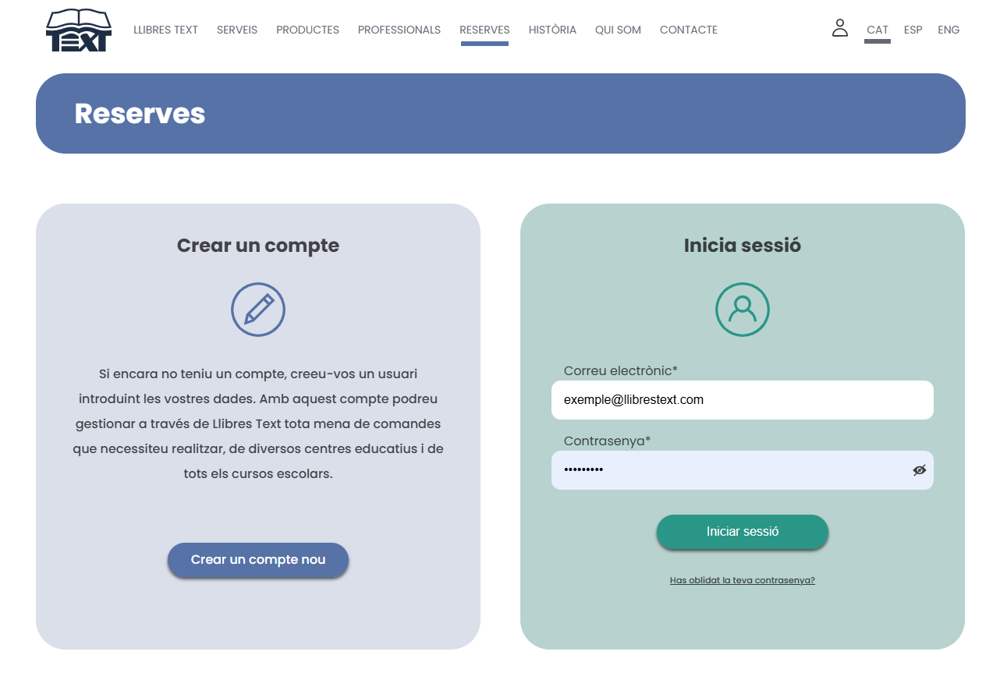 TEXT
LLIBRES TEXT SERVEIS PRODUCTES PROFESSIONALS RESERVES HISTÒRIA QUI SOM CONTACTE CAT ESP ENG
Reserves
Crear un compte
Si encara no teniu un compte, creeu-vos un usuari
introduint les vostres dades. Amb aquest compte podreu
gestionar a través de Llibres Text tota mena de comandes
que necessiteu realitzar, de diversos centres educatius i de
tots els cursos escolars.
Crear un compte nou
Inicia sessió
Correu electrònic*
exemple@llibrestext.com
Contrasenya*
•••••••••
Iniciar sessió
Has oblidat la teva contrasenya?